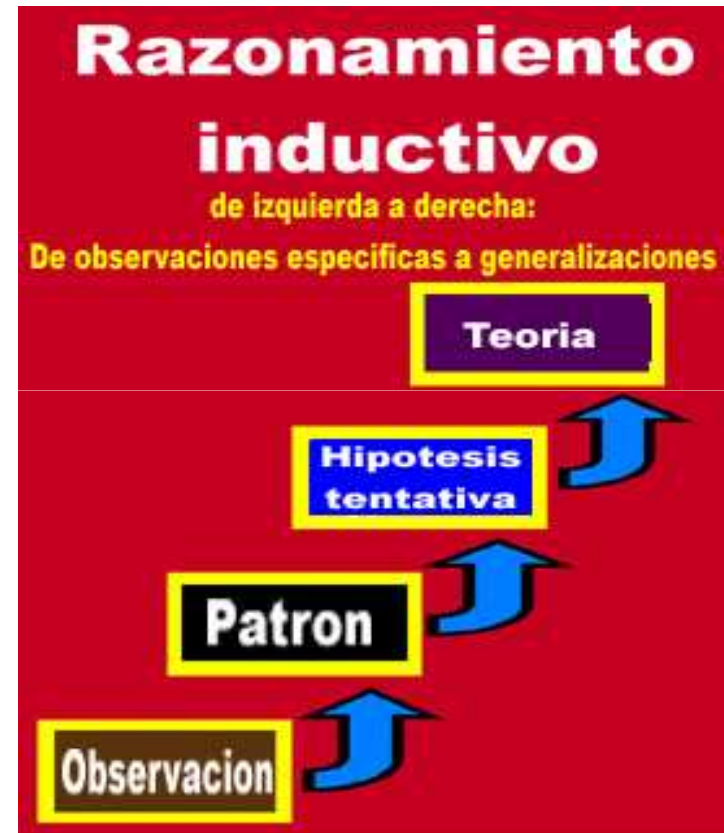 Razonamiento
inductivo
de izquierda a derecha:
De observaciones especificas a generalizaciones
Teoria
Hipotesis
tentativa
Patron
Observacion